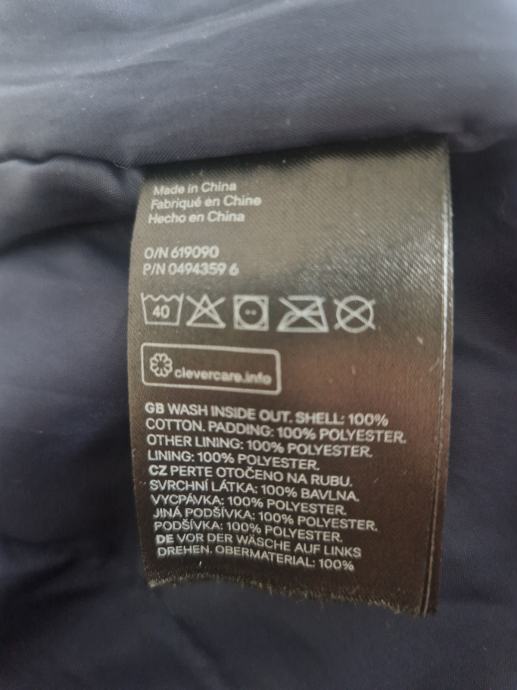 Made in China
Fabriqué en Chine
Hecho en China
O/N 619090
P/N 0494359 6
40
clevercare.info
GB WASH INSIDE OUT. SHELL: 100%
COTTON. PADDING: 100% POLYESTER.
OTHER LINING: 100% POLYESTER.
LINING: 100% POLYESTER.
CZ PERTE OTOČENO NA RUBU.
SVRCHNÍ LÁTKA: 100% BAVLNA.
VYCPÁVKA: 100% POLYESTER.
JINÁ PODŠÍVKA: 100% POLYESTER.
PODŠÍVKA: 100% POLYESTER.
DE VOR DER WÄSCHE AUF LINKS
DREHEN. OBERMATERIAL: 100%